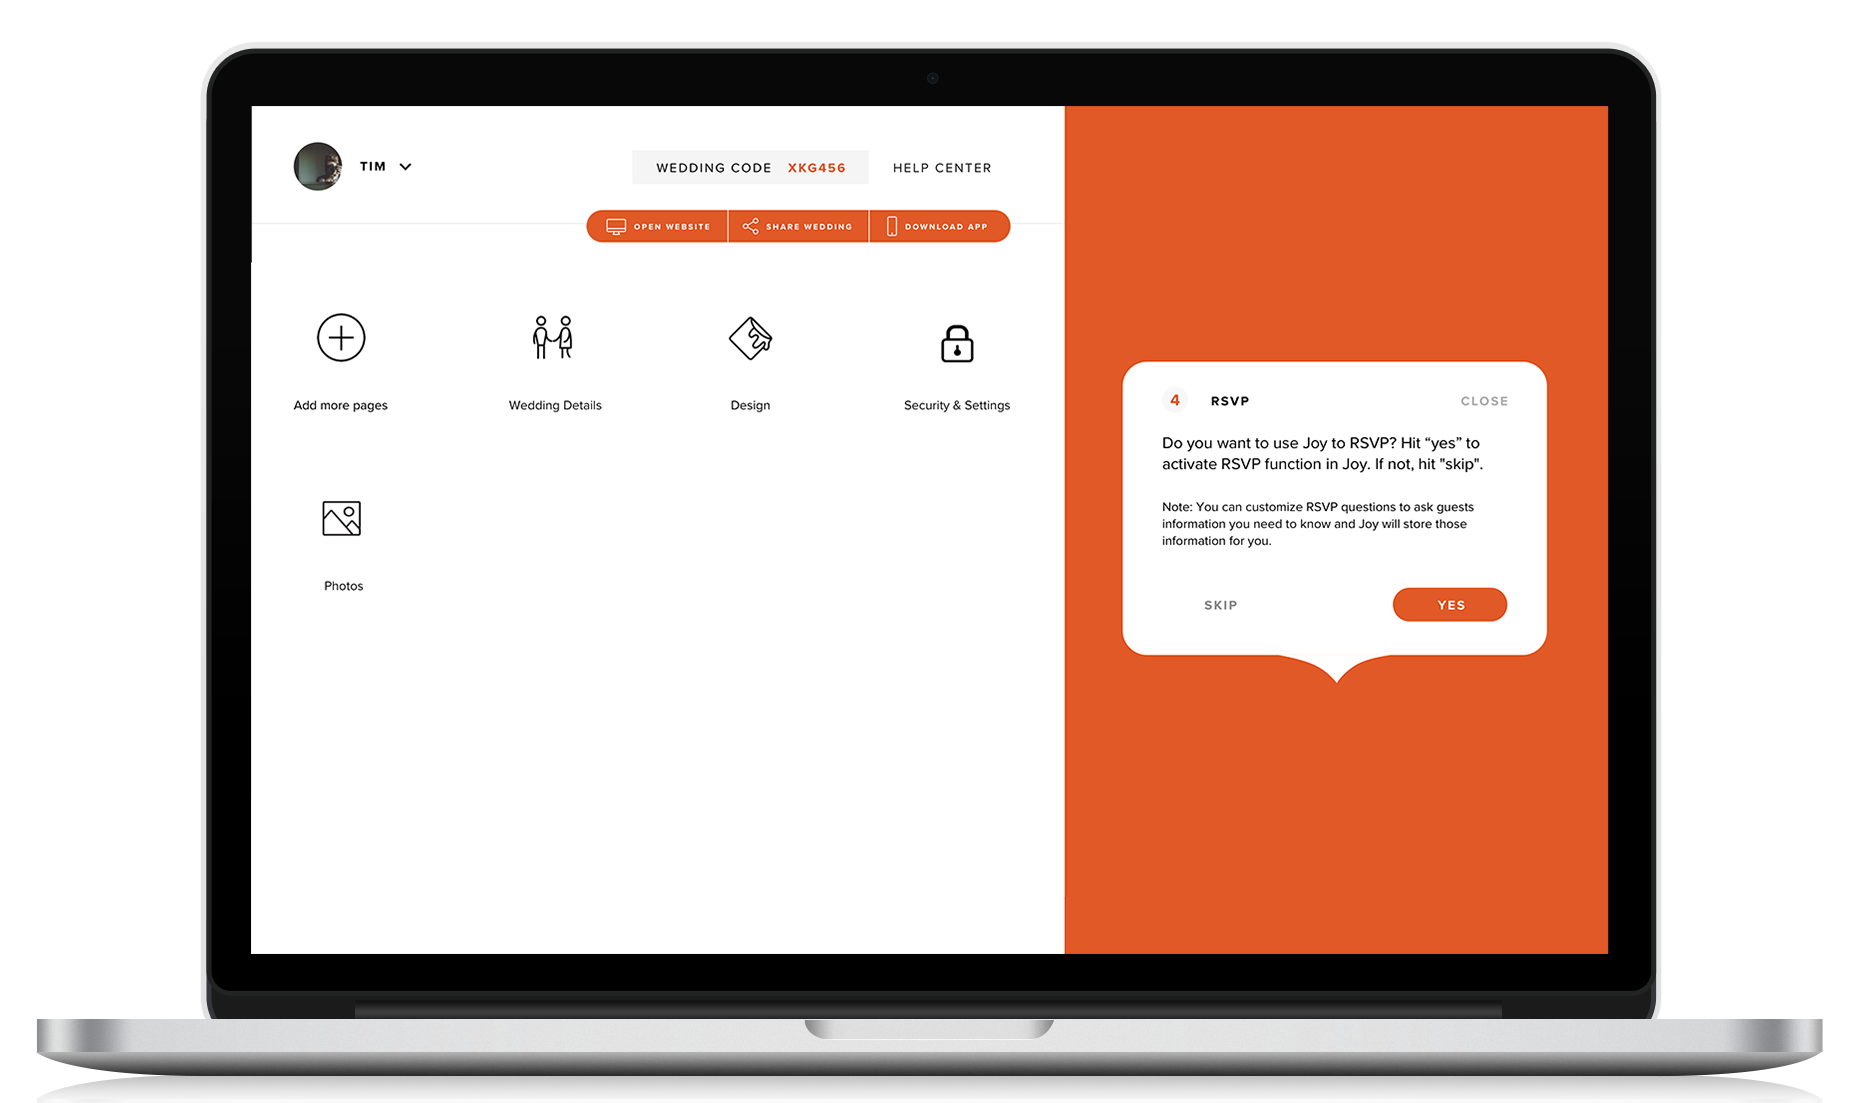 TIM
WEDDING CODE XKG456
HELP CENTER
OPEN WEBSITE
SHARE WEDDING
DOWNLOAD APP
Add more pages
Wedding Details
Design
Security & Settings
Photos
4 RSVP
CLOSE
Do you want to use Joy to RSVP? Hit “yes” to
activate RSVP function in Joy. If not, hit "skip".
Note: You can customize RSVP questions to ask guests
information you need to know and Joy will store those
information for you.
SKIP
YES